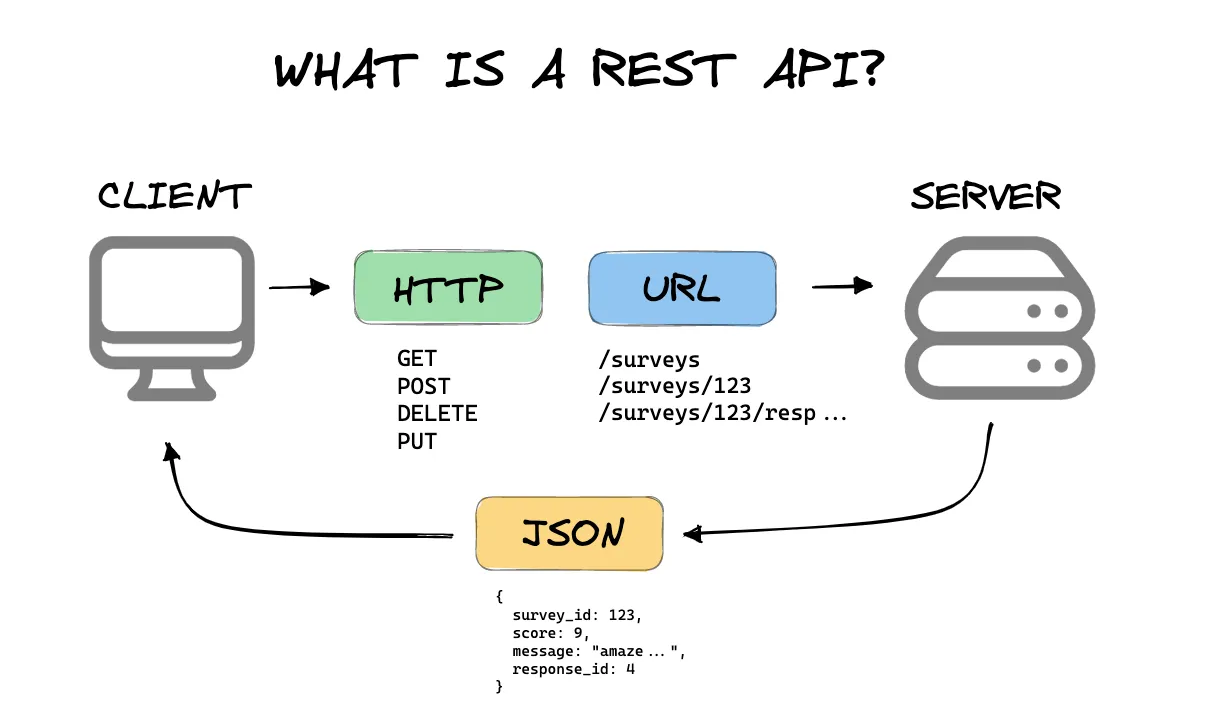 WHAT IS A REST API?
CLIENT
SERVER
HTTP
URL
GET
POST
DELETE
PUT
/surveys
/surveys/123
/surveys/123/resp...
JSON
{
  survey_id: 123,
  score: 9,
  message: "amaze...",
  response_id: 4
}